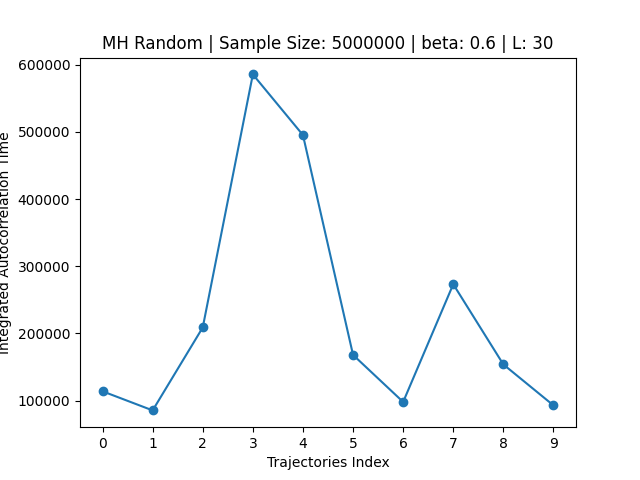 MH Random | Sample Size: 5000000 | beta: 0.6 | L: 30
600000
500000
400000
300000
200000
100000
Integrated Autocorrelation Time
0 1 2 3 4 5 6 7 8 9
Trajectories Index